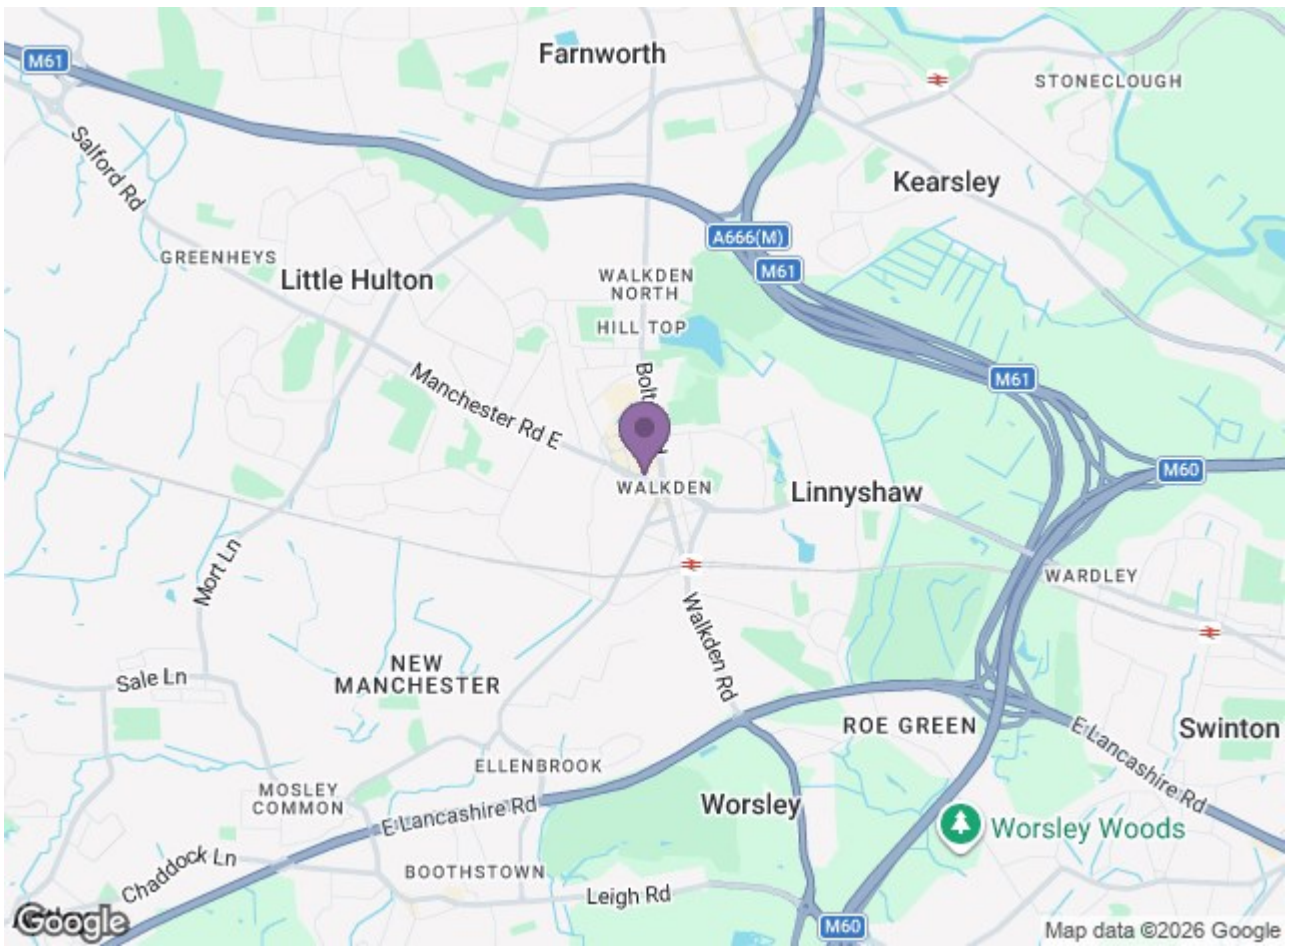 Farnworth
M61
STONECLOUGH
Salford Rd
Kearsley
A666(M)
GREENHEYS
Little Hulton
WALKDEN
NORTH
M61
HILL TOP
Manchester Rd E
M61
M60
WALKDEN
Linnyshaw
Mort Ln
WARDLEY
Walkden Rd
NEW
MANCHESTER
Sale Ln
ROE GREEN
Swinton
E Lancashire Rd
ELLENBROOK
MOSLEY
COMMON
Worsley
E Lancashire Rd
Worsley Woods
Chaddock Ln
BOOTHSTOWN
Leigh Rd
Google
M60
Map data ©2026 Google